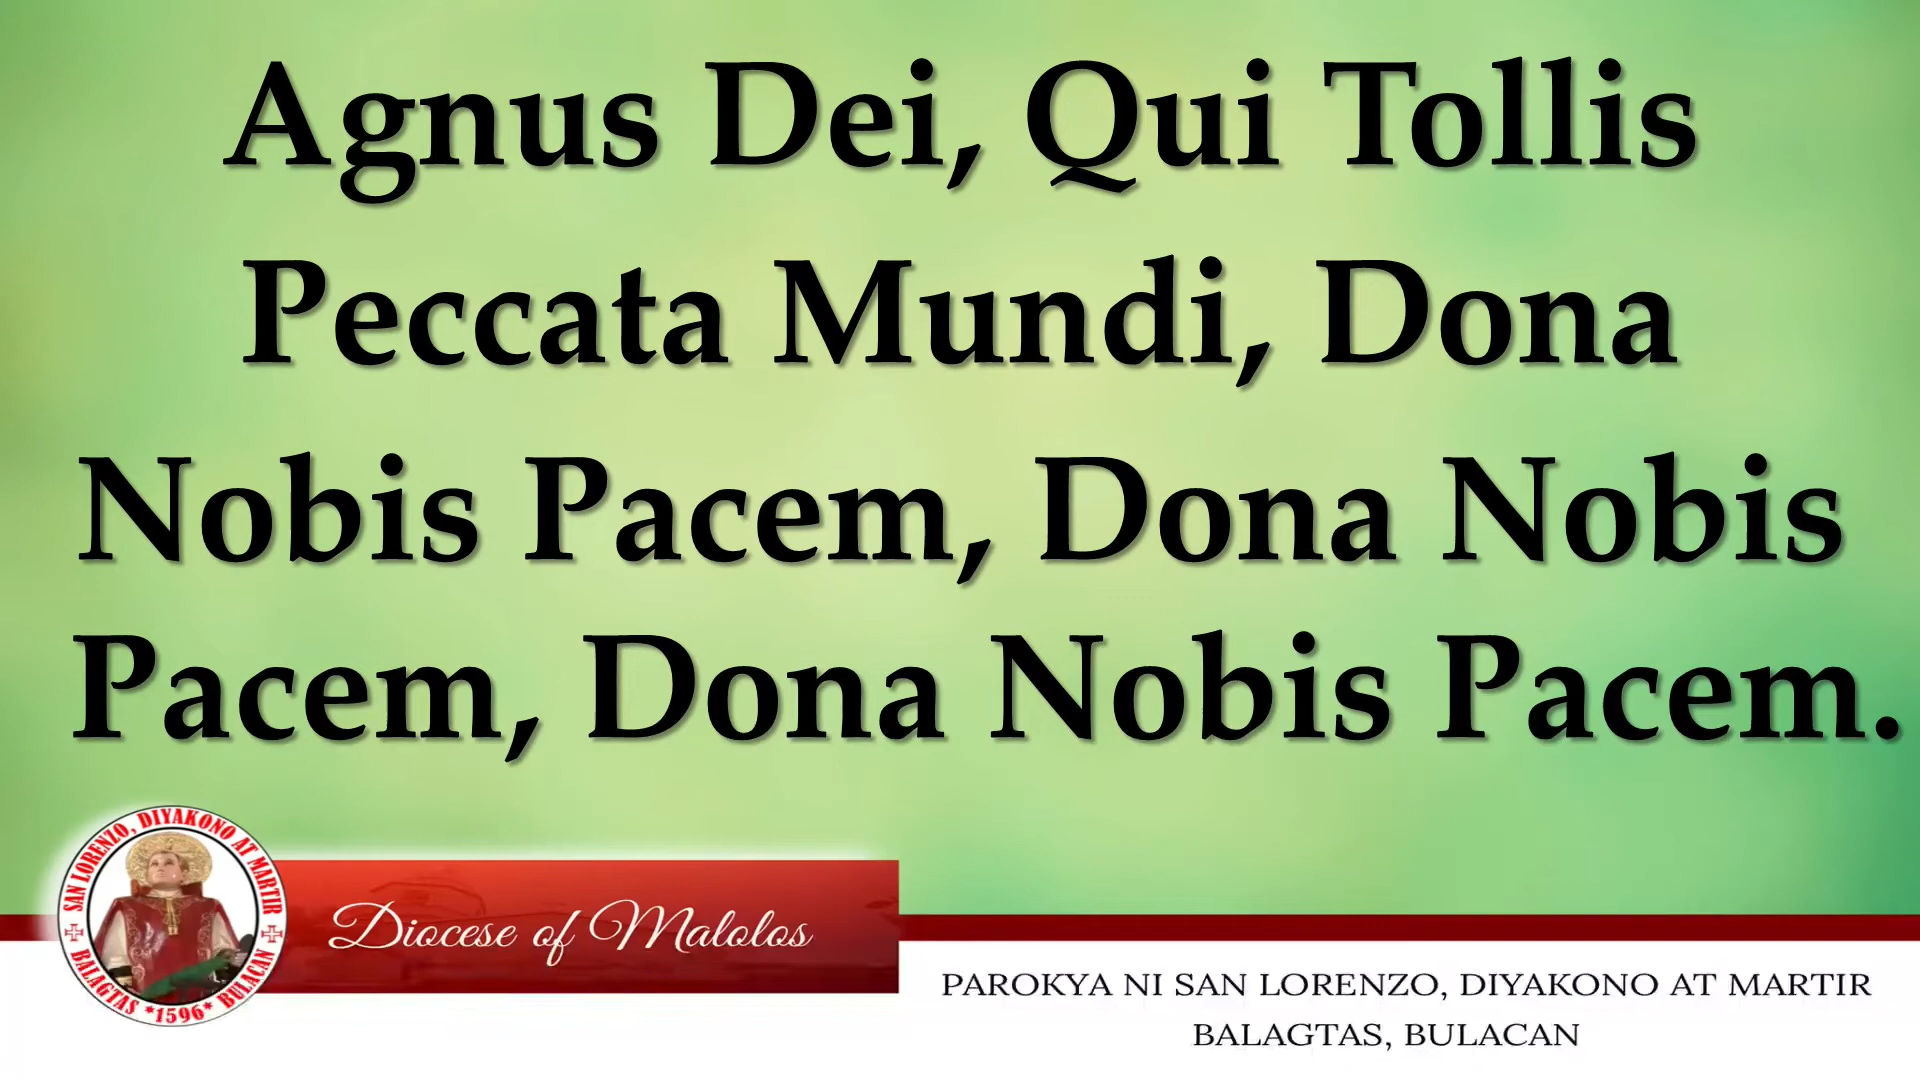 Agnus Dei, Qui Tollis
Peccata Mundi, Dona
Nobis Pacem, Dona Nobis
Pacem, Dona Nobis Pacem.
SAN LORENZO, DIYAKONO AT MARTIR
BALAGTAS *1596* BULACAN
Diocese of Malolos
PAROKYA NI SAN LORENZO, DIYAKONO AT MARTIR
BALAGTAS, BULACAN